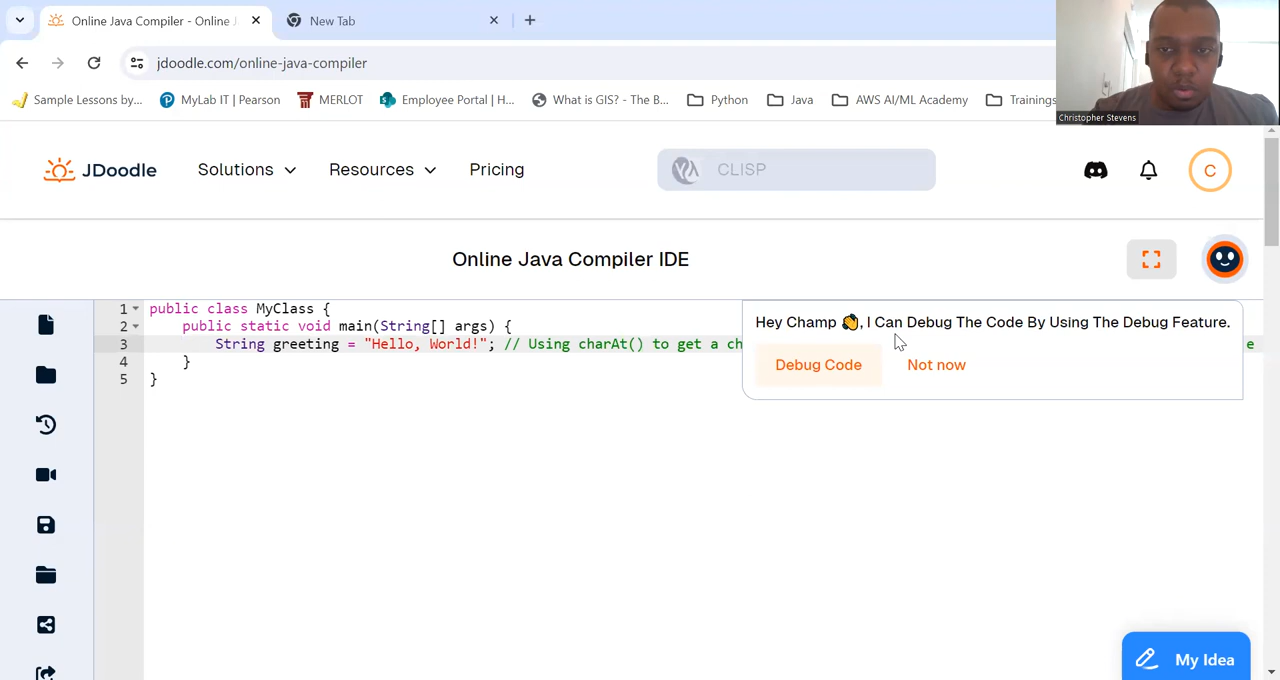 Online Java Compiler - Online J
New Tab
jdoodle.com/online-java-compiler
Sample Lessons by...
MyLab IT | Pearson
MERLOT
Employee Portal | H...
What is GIS? - The B...
Python
Java
AWS AI/ML Academy
Trainings
Christopher Stevens
JDoodle
Solutions
Resources
Pricing
CLISP
C
Online Java Compiler IDE
1 public class MyClass {
2 public static void main(String[] args) {
3 String greeting = "Hello, World!"; // Using charAt() to get a ch
e
4 }
5 }
Hey Champ 👋, I Can Debug The Code By Using The Debug Feature.
Debug Code
Not now
My Idea